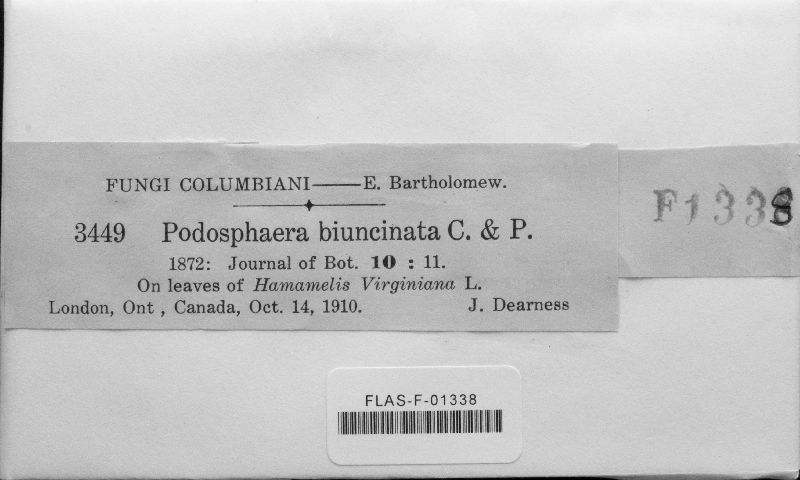 FUNGI COLUMBIANI—E. Bartholomew.
3449 Podosphaera biuncinata C. & P.
1872: Journal of Bot. 10 : 11.
On leaves of Hamamelis Virginiana L.
London, Ont , Canada, Oct. 14, 1910. J. Dearness
F1338
FLAS-F-01338